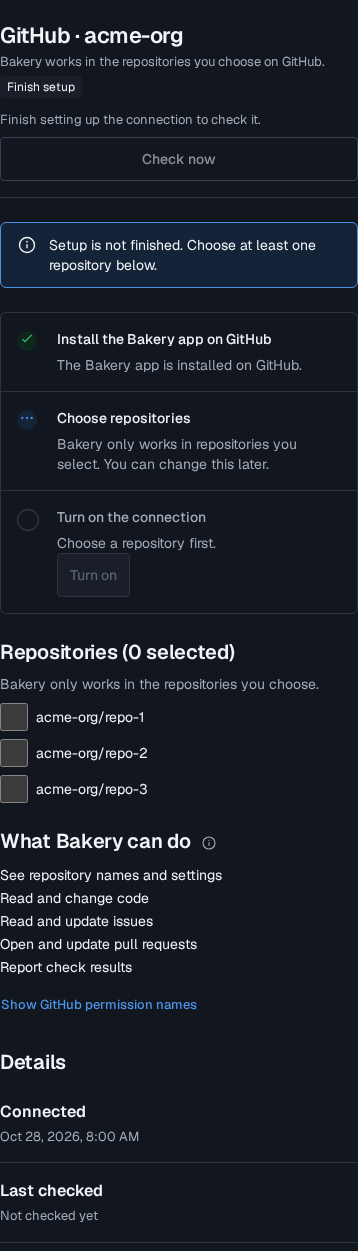 GitHub · acme-org
Bakery works in the repositories you choose on GitHub.
Finish setup
Finish setting up the connection to check it.
Check now
Setup is not finished. Choose at least one
repository below.
Install the Bakery app on GitHub
The Bakery app is installed on GitHub.
Choose repositories
Bakery only works in repositories you
select. You can change this later.
Turn on the connection
Choose a repository first.
Turn on
Repositories (0 selected)
Bakery only works in the repositories you choose.
acme-org/repo-1
acme-org/repo-2
acme-org/repo-3
What Bakery can do
See repository names and settings
Read and change code
Read and update issues
Open and update pull requests
Report check results
Show GitHub permission names
Details
Connected
Oct 28, 2026, 8:00 AM
Last checked
Not checked yet